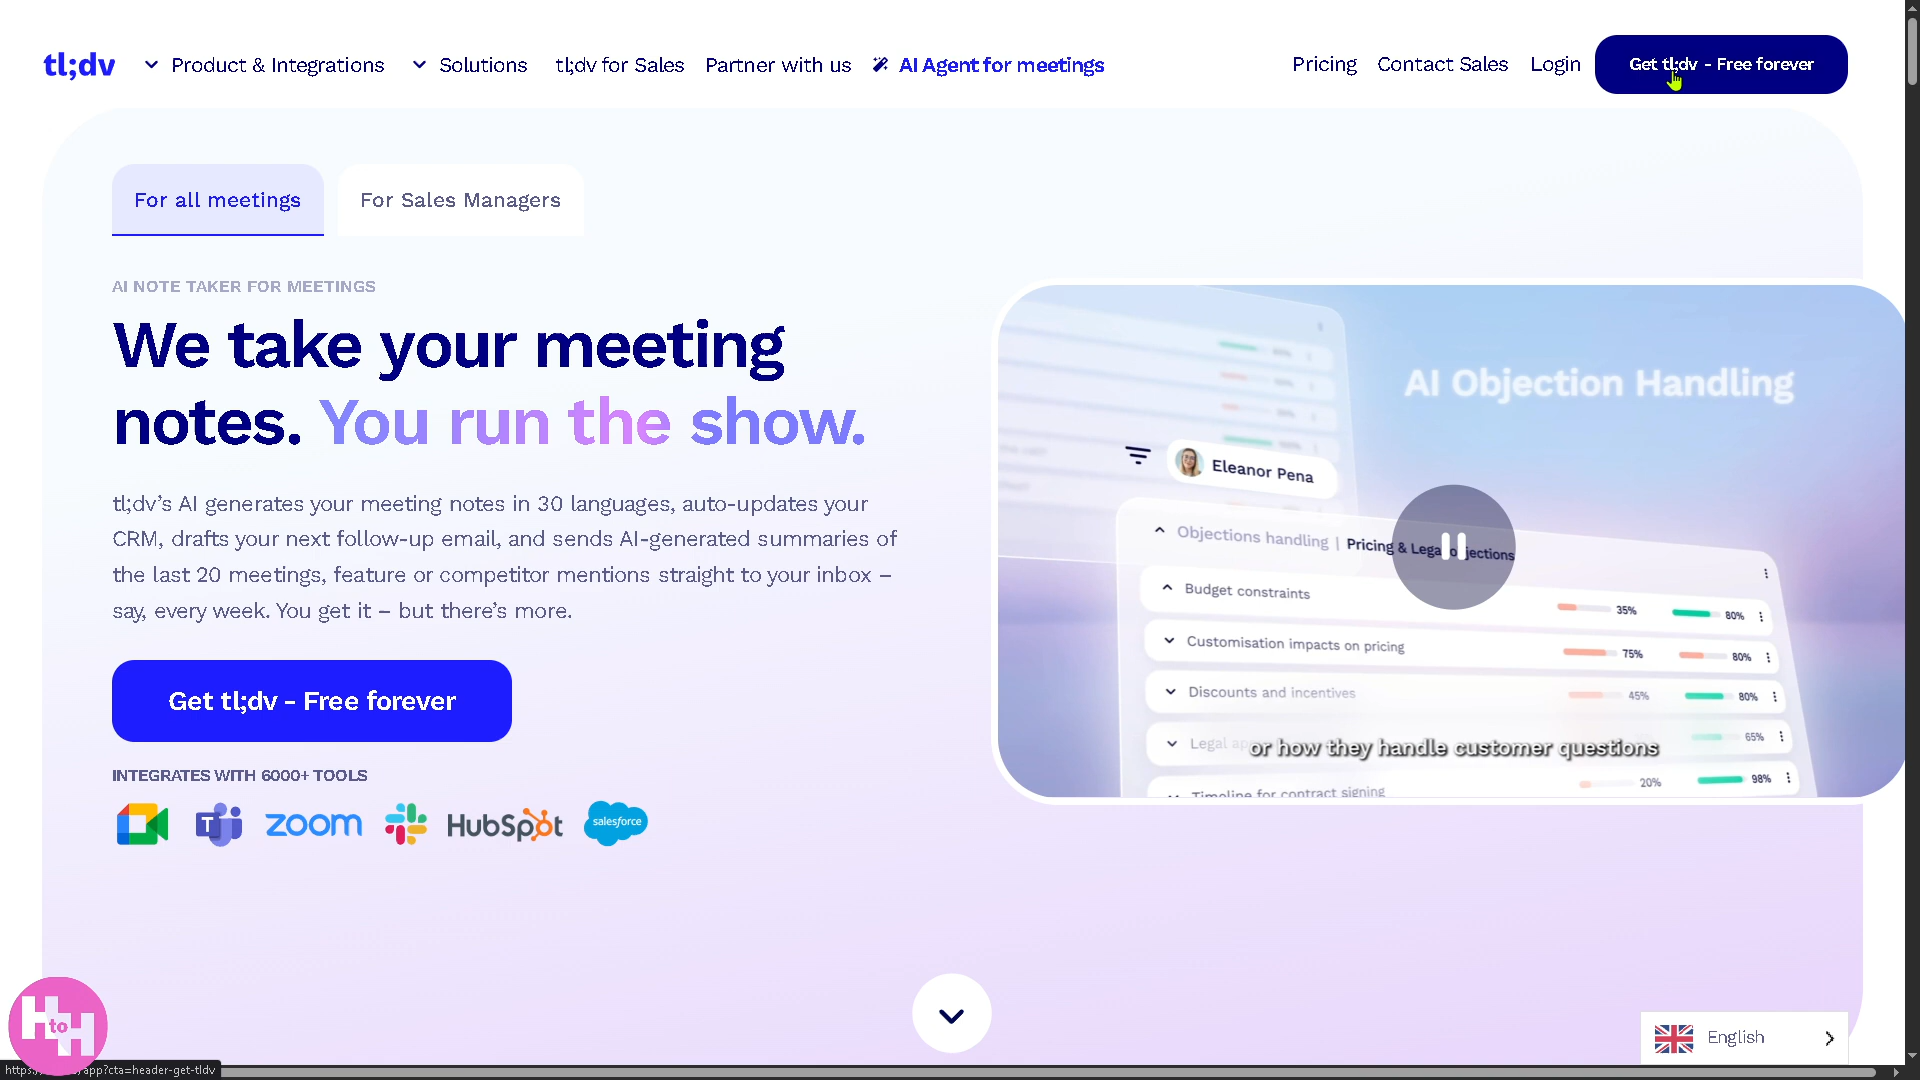 tl;dv
Product & Integrations
Solutions
tl;dv for Sales
Partner with us
AI Agent for meetings
Pricing
Contact Sales
Login
Get tl;dv - Free forever
For all meetings
For Sales Managers
AI NOTE TAKER FOR MEETINGS
We take your meeting
notes. You run the show.
tl;dv’s AI generates your meeting notes in 30 languages, auto-updates your
CRM, drafts your next follow-up email, and sends AI-generated summaries of
the last 20 meetings, feature or competitor mentions straight to your inbox –
say, every week. You get it – but there’s more.
Get tl;dv - Free forever
INTEGRATES WITH 6000+ TOOLS
T
zoom
HubSpot
salesforce
AI Objection Handling
Eleanor Pena
Objections handling | Pricing & Legal objections
Budget constraints 35% 80%
Customisation impacts on pricing 75% 80%
Discounts and incentives 45% 80%
Legal 65%
or how they handle customer questions
Timeline for contract signing 20% 98%
English
H to H
app?cta=header-get-tldv